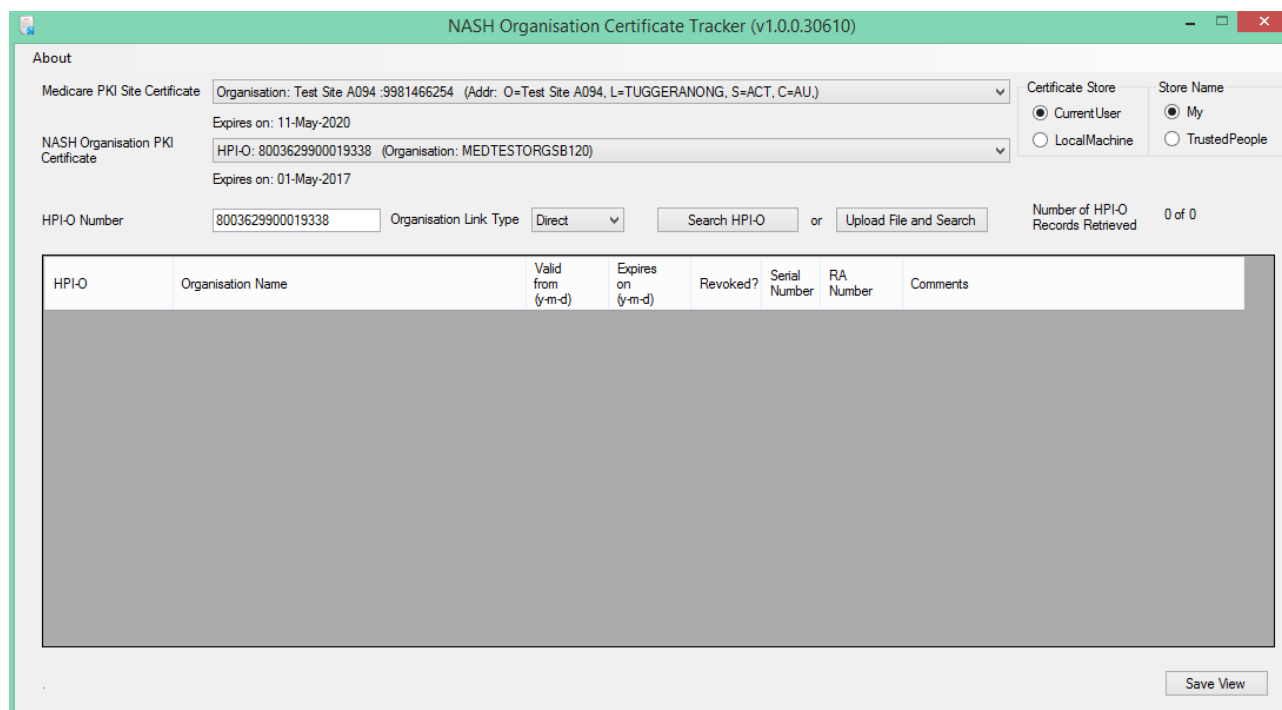 NASH Organisation Certificate Tracker (v1.0.0.30610)
About
Medicare PKI Site Certificate
Organisation: Test Site A094 :9981466254 (Addr: O=Test Site A094, L=TUGGERANONG, S=ACT, C=AU,)
Expires on: 11-May-2020
NASH Organisation PKI
Certificate
HPI-O: 8003629900019338 (Organisation: MEDTESTORGSB120)
Expires on: 01-May-2017
Certificate Store
CurrentUser
LocalMachine
Store Name
My
TrustedPeople
HPI-O Number
8003629900019338
Organisation Link Type
Direct
Search HPI-O
or
Upload File and Search
Number of HPI-O
Records Retrieved
0 of 0
HPI-O
Organisation Name
Valid
from
(y-m-d)
Expires
on
(y-m-d)
Revoked?
Serial
Number
RA
Number
Comments
Save View